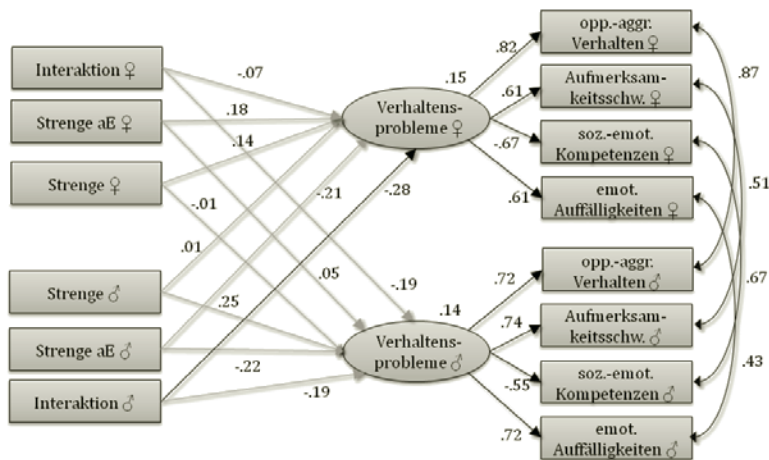 Interaktion ♀
Strenge aE ♀
Strenge ♀
Strenge ♂
Strenge aE ♂
Interaktion ♂
-.07
.18
.14
-.01
.01
.25
-.22
-.19
-.21
-.28
.05
-.19
.15
Verhaltens-
probleme ♀
.14
Verhaltens-
probleme ♂
.82
.61
-.67
.61
.72
.74
-.55
.72
opp.-aggr.
Verhalten ♀
Aufmerksam-
keitsschw. ♀
soz.-emot.
Kompetenzen ♀
emot.
Auffälligkeiten ♀
opp.-aggr.
Verhalten ♂
Aufmerksam-
keitsschw. ♂
soz.-emot.
Kompetenzen ♂
emot.
Auffälligkeiten ♂
.87
.51
.67
.43